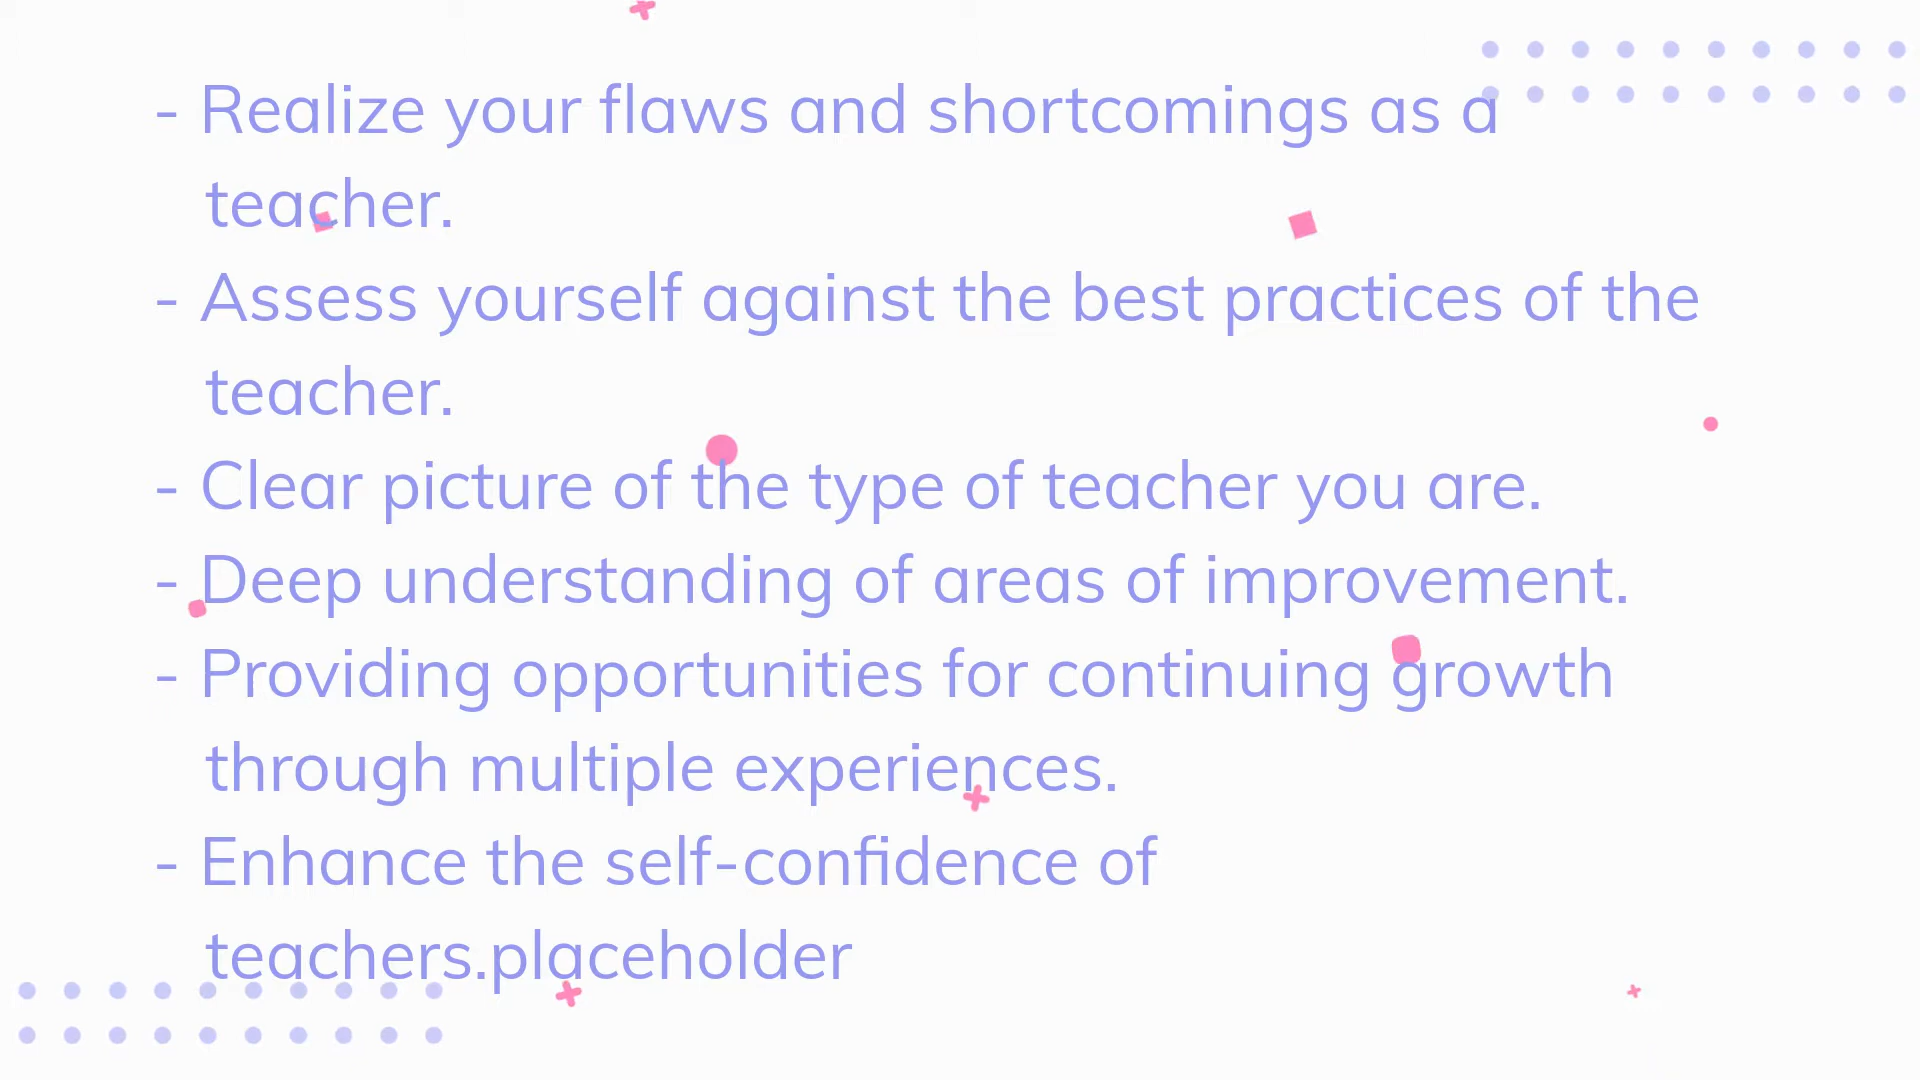 - Realize your flaws and shortcomings as a
teacher.
- Assess yourself against the best practices of the
teacher.
- Clear picture of the type of teacher you are.
- Deep understanding of areas of improvement.
- Providing opportunities for continuing growth
through multiple experiences.
- Enhance the self-confidence of
teachers.placeholder